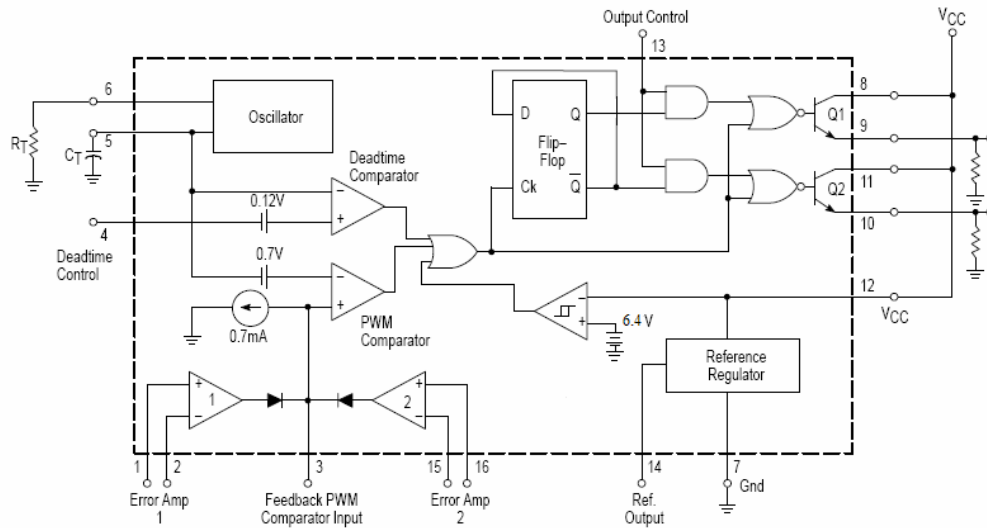 Output Control
13
VCC
6
Oscillator
5
RT
CT
D
Q
Flip–
Flop
Ck
Q
8
Q1
9
11
Q2
10
Deadtime
Comparator
0.12V
–
+
4
Deadtime
Control
0.7V
–
+
PWM
Comparator
0.7mA
–
+
6.4 V
12
VCC
Reference
Regulator
+
–
1
+
–
2
1
2
3
15
16
14
7
Error Amp
1
Feedback PWM
Comparator Input
Error Amp
2
Ref.
Output
Gnd